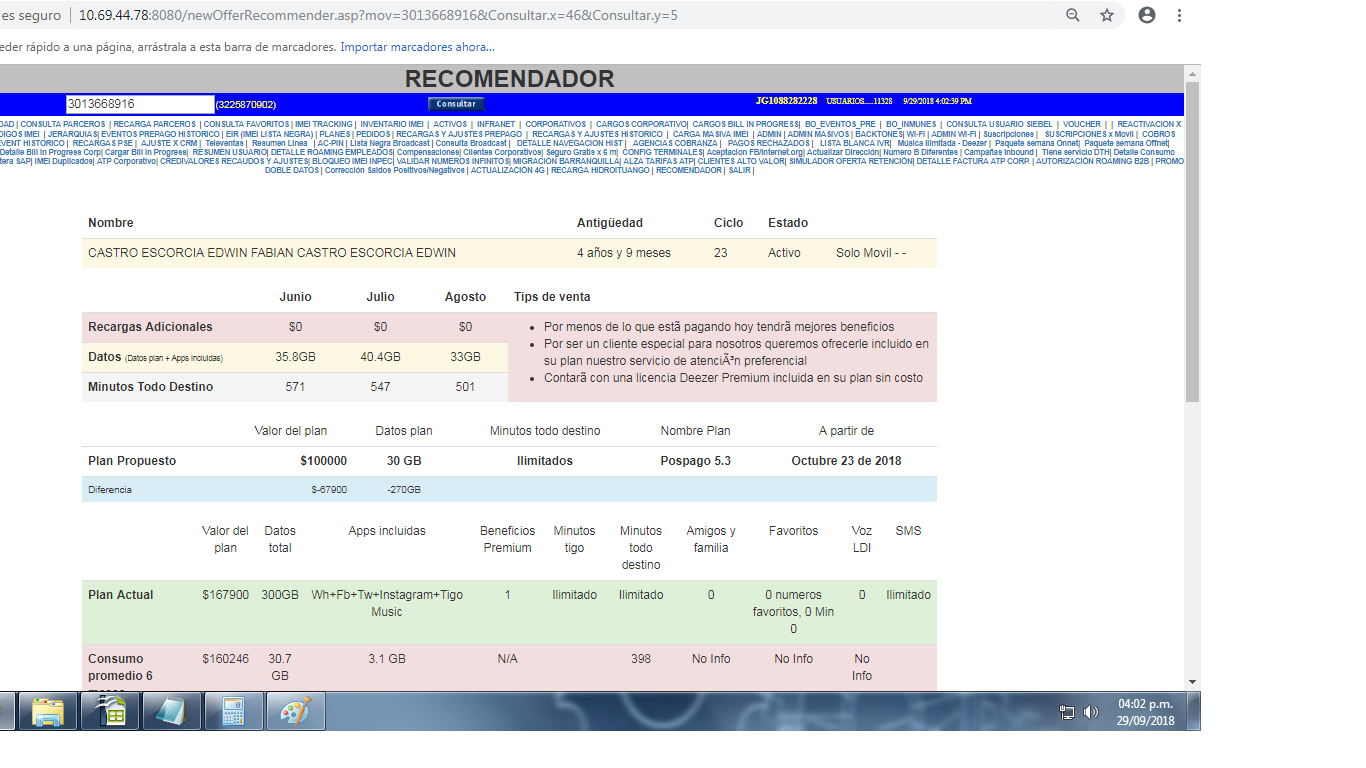 es seguro | 10.69.44.78:8080/newOfferRecommender.asp?mov=3013668916&Consultar.x=46&Consultar.y=5
eder rápido a una página, arrástrala a esta barra de marcadores. Importar marcadores ahora...
RECOMENDADOR
3013668916 (3225870902) Consultar JG1088282228 USUARIOS.....11328 9/29/2018 4:02:39 PM
DAD | CONSULTA PARCEROS | RECARGA PARCEROS | CONSULTA FAVORITOS | IMEI TRACKING | INVENTARIO IMEI | ACTIVOS | INFRANET | CORPORATIVOS | CARGOS CORPORATIVO| CARGOS BILL IN PROGRESS| BO_EVENTOS_PRE | BO_INMUNES | CONSULTA USUARIO SIEBEL | VOUCHER | | REACTIVACION X
DIGOS IMEI | JERARQUIAS| EVENTOS PREPAGO HISTORICO | EIR (IMEI LISTA NEGRA) | PLANES | PEDIDOS | RECARGAS Y AJUSTES PREPAGO | RECARGAS Y AJUSTES HISTORICO | CARGA MASIVA IMEI | ADMIN | ADMIN MASIVOS | BACKTONES| WI-FI | ADMIN WI-FI | Suscripciones | SUSCRIPCIONES x Movil | COBROS
EVENT HISTORICO | RECARGAS PSE | AJUSTE X CRM | Televentas | Resumen Linea | AC-PIN | Lista Negra Broadcast | Consulta Broadcast | DETALLE NAVEGACION HIST | AGENCIAS COBRANZA | PAGOS RECHAZADOS | LISTA BLANCA IVR| Música Ilimitada - Deezer | Paquete semana Onnet| Paquete semana Offnet|
Detalle Bill In Progress Corp| Cargar Bill In Progress| RESUMEN USUARIO| DETALLE ROAMING EMPLEADOS| Compensaciones| Clientes Corporativos| Seguro Gratis x 6 m| CONFIG TERMINALES| Aceptacion FB/Internet.org| Actualizar Dirección| Numero B Diferentes | Campañas Inbound | Tiene servicio DTH| Detalle Consumo
tera SAP| IMEI Duplicados| ATP Corporativo| CREDIVALORES RECAUDOS Y AJUSTES| BLOQUEO IMEI INPEC| VALIDAR NUMEROS INFINITOS| MIGRACIÓN BARRANQUILLA| ALZA TARIFAS ATP| CLIENTES ALTO VALOR| SIMULADOR OFERTA RETENCIÓN| DETALLE FACTURA ATP CORP. | AUTORIZACIÓN ROAMING B2B | PROMO
DOBLE DATOS | Corrección Saldos Positivos/Negativos | ACTUALIZACIÓN 4G | RECARGA HIDROITUANGO | RECOMENDADOR | SALIR |
Nombre Antigüedad Ciclo Estado
CASTRO ESCORCIA EDWIN FABIAN CASTRO ESCORCIA EDWIN 4 años y 9 meses 23 Activo Solo Movil - -
Junio Julio Agosto Tips de venta
Recargas Adicionales $0 $0 $0
Datos (Datos plan + Apps incluidas) 35.8GB 40.4GB 33GB
Minutos Todo Destino 571 547 501
• Por menos de lo que estã pagando hoy tendrã mejores beneficios
• Por ser un cliente especial para nosotros queremos ofrecerle incluido en
su plan nuestro servicio de atenciÃ³n preferencial
• Contarã con una licencia Deezer Premium incluida en su plan sin costo
Valor del plan Datos plan Minutos todo destino Nombre Plan A partir de
Plan Propuesto $100000 30 GB Ilimitados Pospago 5.3 Octubre 23 de 2018
Diferencia $-67900 -270GB
Valor del Datos Apps incluidas Beneficios Minutos Minutos Amigos y Favoritos Voz SMS
plan total Premium tigo todo familia LDI
destino
Plan Actual $167900 300GB Wh+Fb+Tw+Instagram+Tigo 1 Ilimitado Ilimitado 0 0 numeros 0 Ilimitado
Music favoritos, 0 Min
0
Consumo $160246 30.7 3.1 GB N/A 398 No Info No Info No
promedio 6 GB Info
meses
04:02 p.m.
29/09/2018